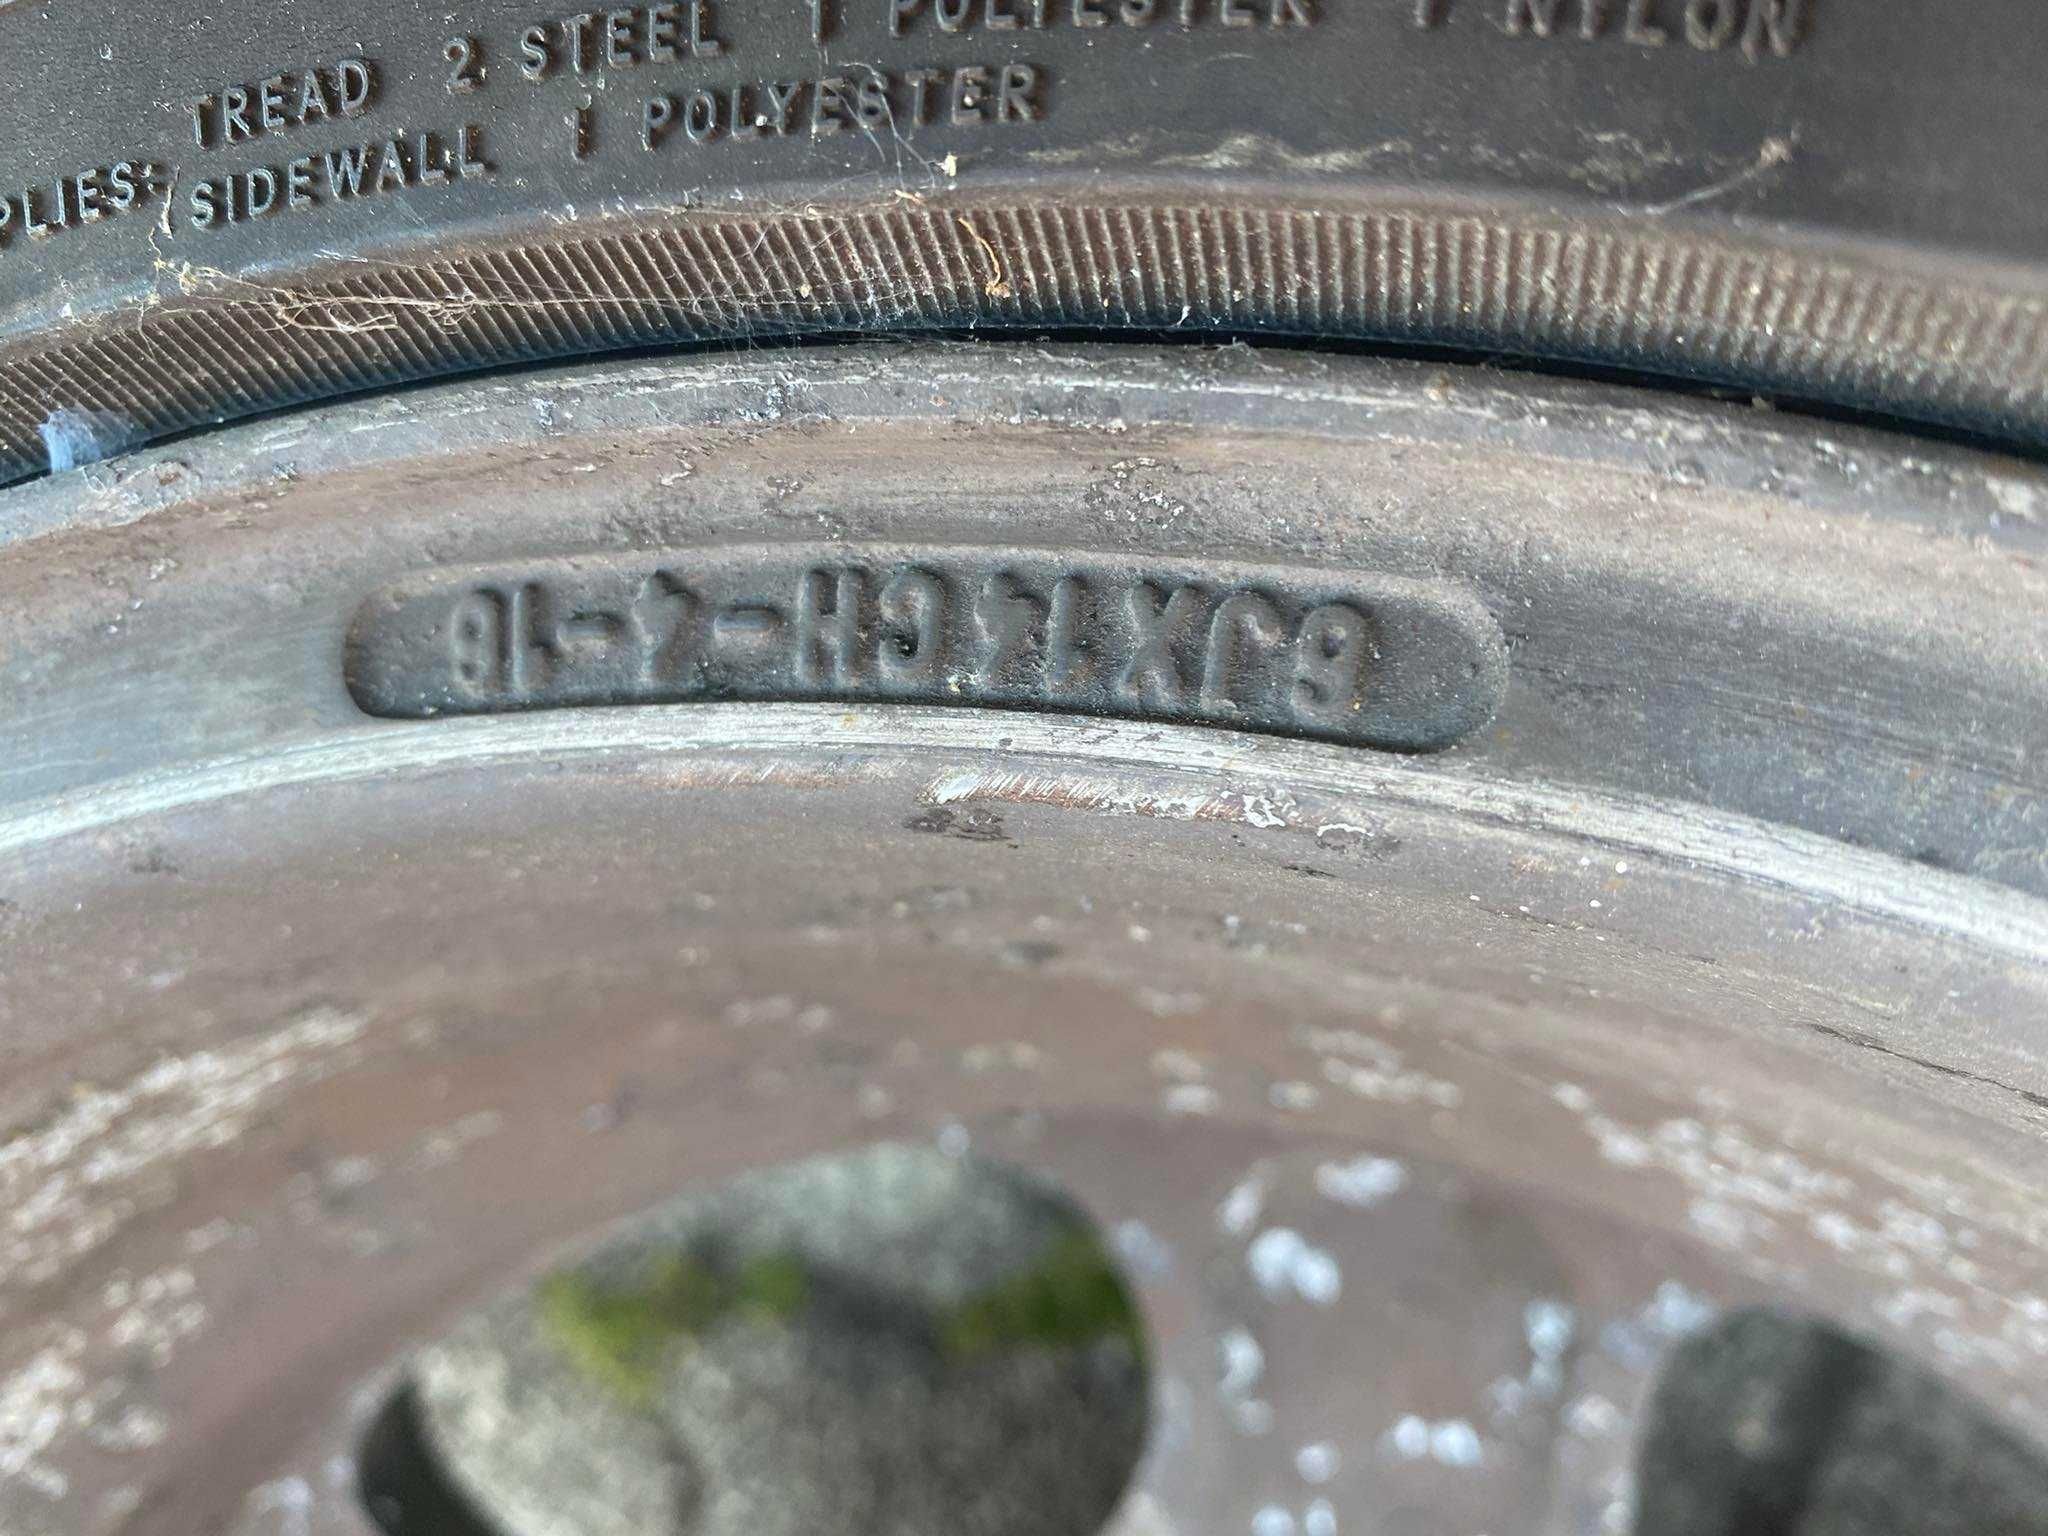 TREAD 2 STEEL 1 POLYESTER 1 NYLON
PLIES: SIDEWALL 1 POLYESTER
6JX14CH-4-16